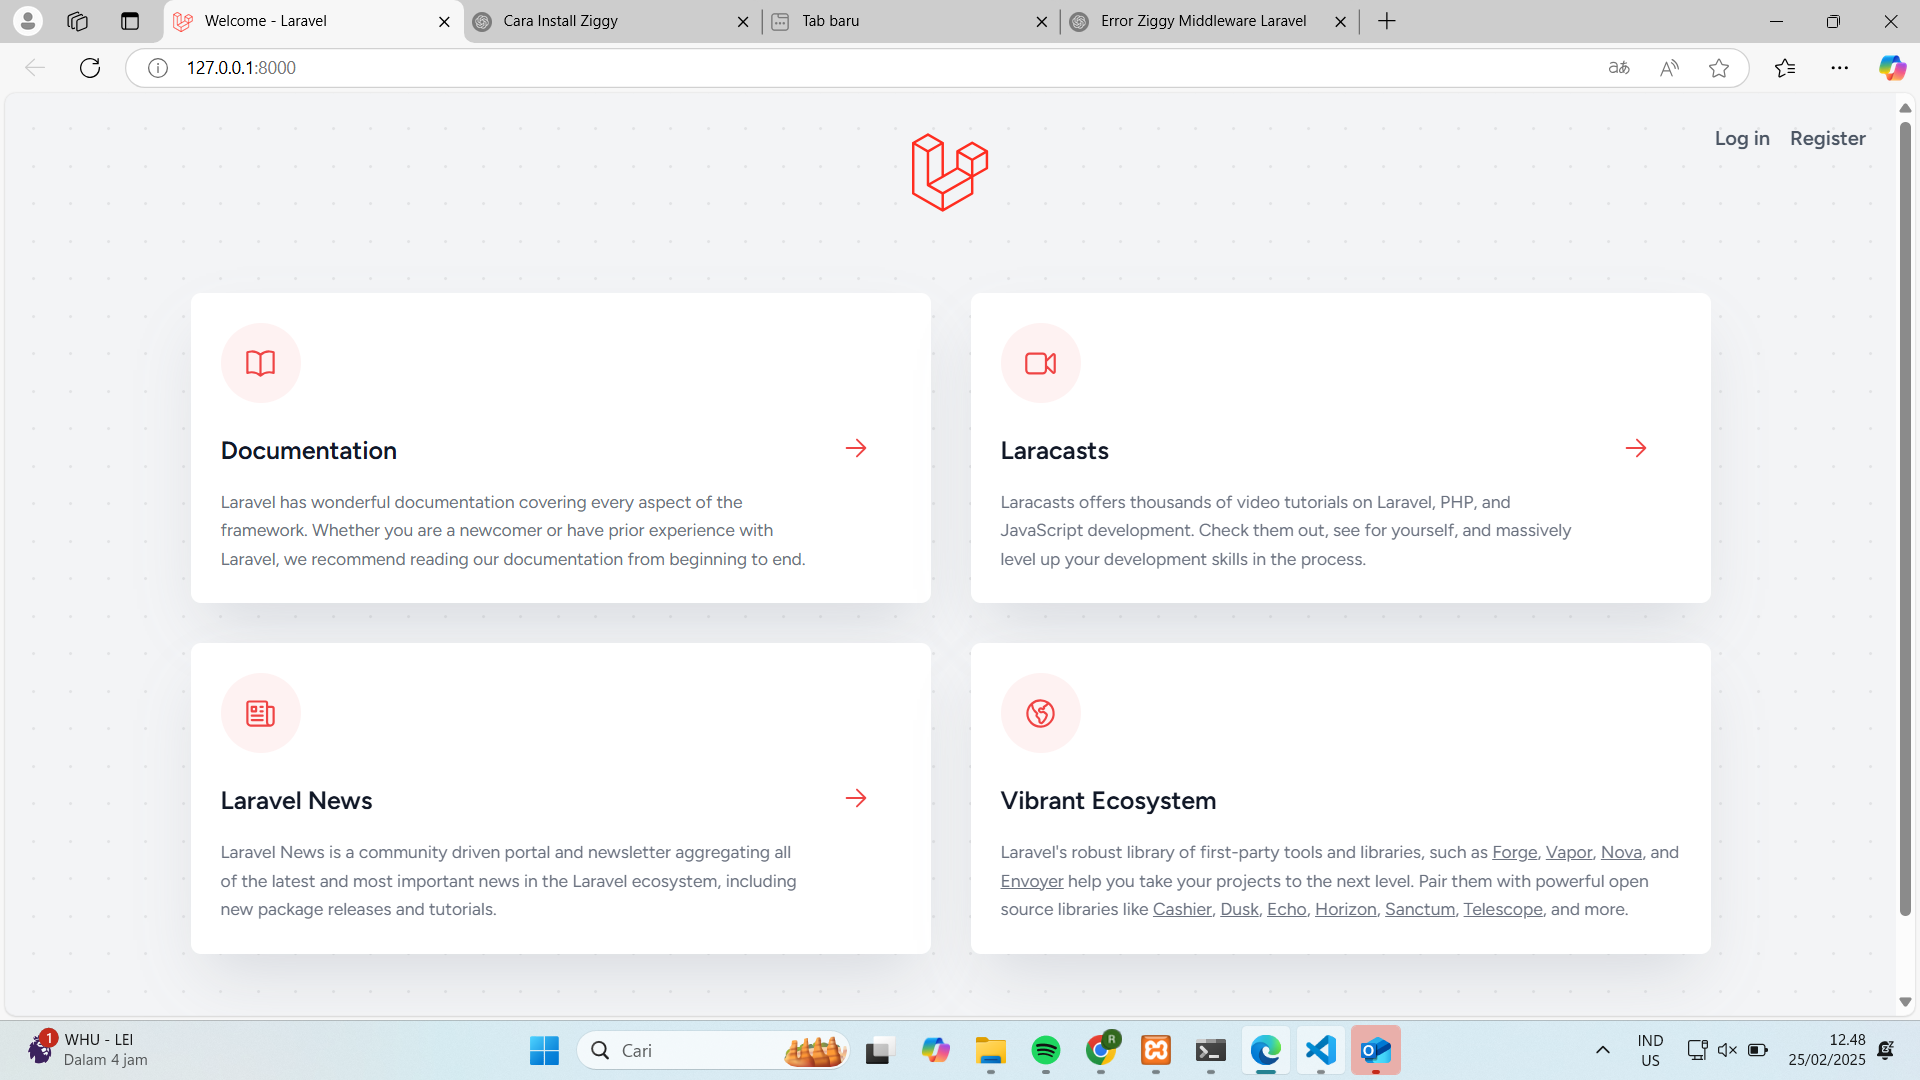 Welcome - Laravel
Cara Install Ziggy
Tab baru
Error Ziggy Middleware Laravel
127.0.0.1:8000
Log in Register
Documentation
Laravel has wonderful documentation covering every aspect of the
framework. Whether you are a newcomer or have prior experience with
Laravel, we recommend reading our documentation from beginning to end.
Laracasts
Laracasts offers thousands of video tutorials on Laravel, PHP, and
JavaScript development. Check them out, see for yourself, and massively
level up your development skills in the process.
Laravel News
Laravel News is a community driven portal and newsletter aggregating all
of the latest and most important news in the Laravel ecosystem, including
new package releases and tutorials.
Vibrant Ecosystem
Laravel's robust library of first-party tools and libraries, such as Forge, Vapor, Nova, and
Envoyer help you take your projects to the next level. Pair them with powerful open
source libraries like Cashier, Dusk, Echo, Horizon, Sanctum, Telescope, and more.
1
WHU - LEI
Dalam 4 jam
Cari
R
IND
US
12.48
25/02/2025